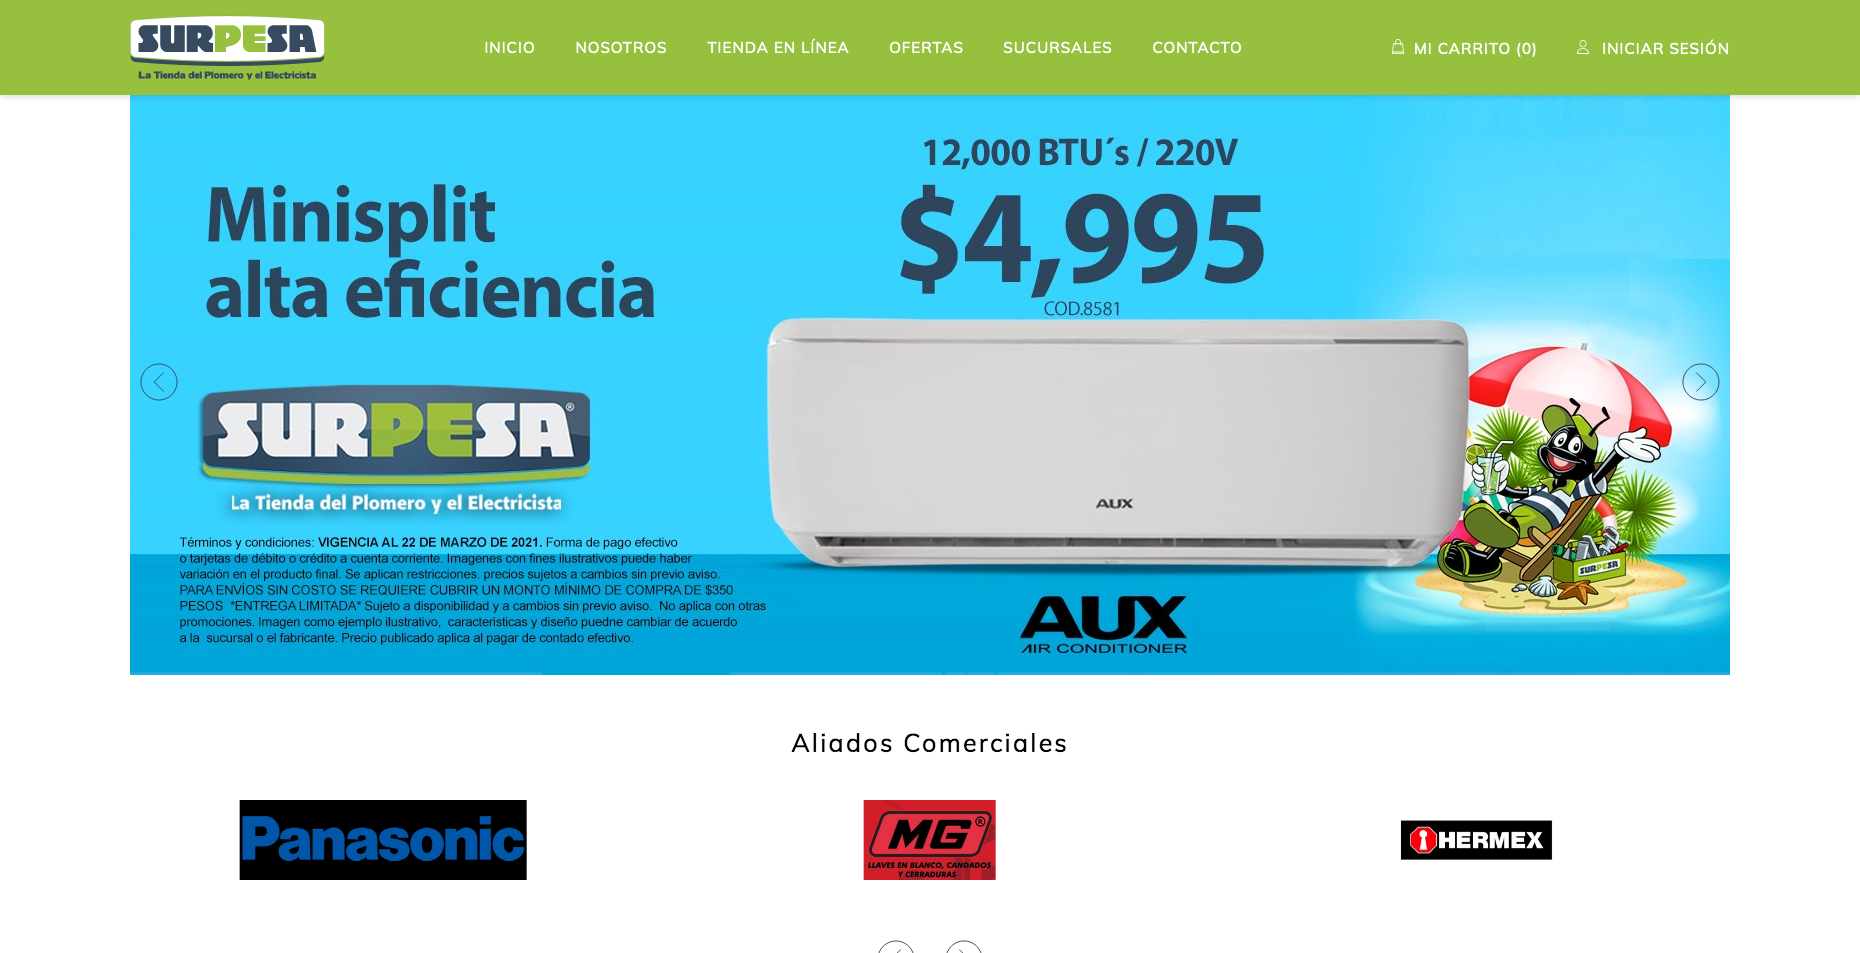 SURPESA
La Tienda del Plomero y el Electricista
INICIO NOSOTROS TIENDA EN LÍNEA OFERTAS SUCURSALES CONTACTO MI CARRITO (0) INICIAR SESIÓN
12,000 BTU´s / 220V
$4,995
COD.8581
Minisplit
alta eficiencia
SURPESA®
La Tienda del Plomero y el Electricista
AUX
SURPESA
Términos y condiciones: VIGENCIA AL 22 DE MARZO DE 2021. Forma de pago efectivo
o tarjetas de débito o crédito a cuenta corriente. Imagenes con fines ilustrativos puede haber
variación en el producto final. Se aplican restricciones. precios sujetos a cambios sin previo aviso.
PARA ENVÍOS SIN COSTO SE REQUIERE CUBRIR UN MONTO MÍNIMO DE COMPRA DE $350
PESOS *ENTREGA LIMITADA* Sujeto a disponibilidad y a cambios sin previo aviso. No aplica con otras
promociones. Imagen como ejemplo ilustrativo, caracteristicas y diseño puedne cambiar de acuerdo
a la sucursal o el fabricante. Precio publicado aplica al pagar de contado efectivo.
AUX
AIR CONDITIONER
Aliados Comerciales
Panasonic
MG®
LLAVES EN BLANCO, CANDADOS
Y CERRADURAS
HERMEX